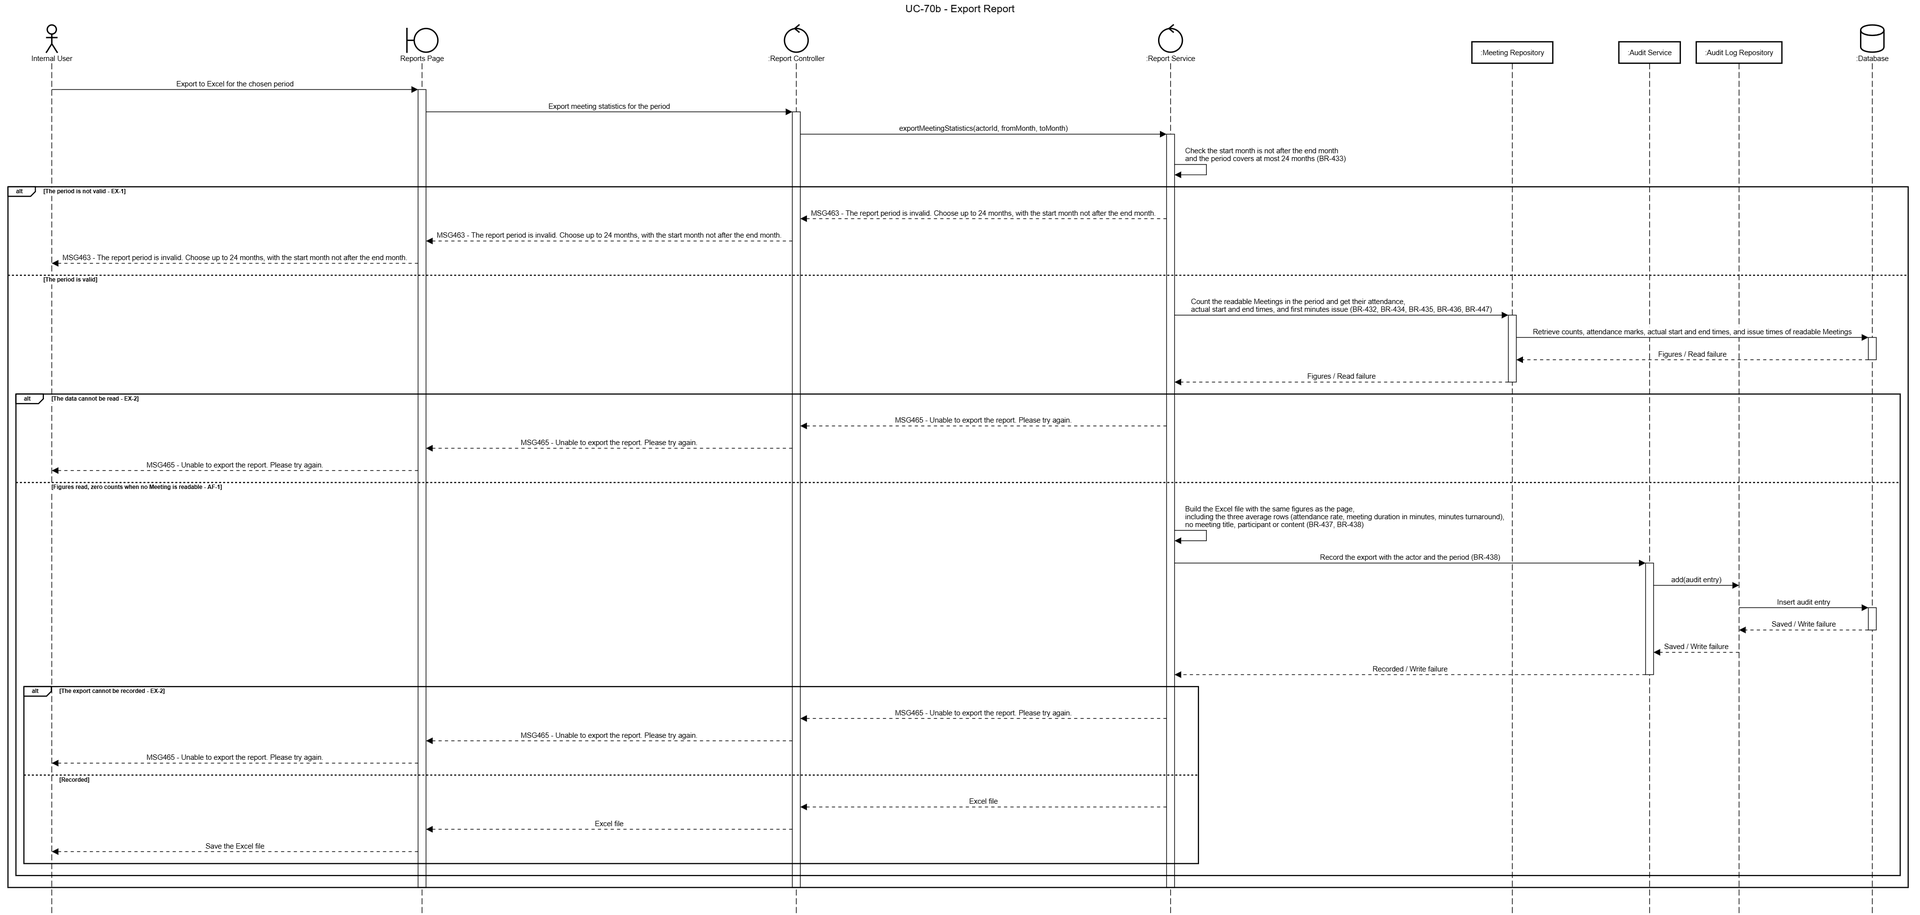 UC-70b - Export Report
Internal User
Reports Page
:Report Controller
:Report Service
:Meeting Repository
:Audit Service
:Audit Log Repository
:Database
Export to Excel for the chosen period
Export meeting statistics for the period
exportMeetingStatistics(actorId, fromMonth, toMonth)
Check the start month is not after the end month
and the period covers at most 24 months (BR-433)
alt
[The period is not valid - EX-1]
MSG463 - The report period is invalid. Choose up to 24 months, with the start month not after the end month.
MSG463 - The report period is invalid. Choose up to 24 months, with the start month not after the end month.
MSG463 - The report period is invalid. Choose up to 24 months, with the start month not after the end month.
[The period is valid]
Count the readable Meetings in the period and get their attendance,
actual start and end times, and first minutes issue (BR-432, BR-434, BR-435, BR-436, BR-447)
Retrieve counts, attendance marks, actual start and end times, and issue times of readable Meetings
Figures / Read failure
Figures / Read failure
alt
[The data cannot be read - EX-2]
MSG465 - Unable to export the report. Please try again.
MSG465 - Unable to export the report. Please try again.
MSG465 - Unable to export the report. Please try again.
[Figures read, zero counts when no Meeting is readable - AF-1]
Build the Excel file with the same figures as the page,
including the three average rows (attendance rate, meeting duration in minutes, minutes turnaround),
no meeting title, participant or content (BR-437, BR-438)
Record the export with the actor and the period (BR-438)
add(audit entry)
Insert audit entry
Saved / Write failure
Saved / Write failure
Recorded / Write failure
alt
[The export cannot be recorded - EX-2]
MSG465 - Unable to export the report. Please try again.
MSG465 - Unable to export the report. Please try again.
MSG465 - Unable to export the report. Please try again.
[Recorded]
Excel file
Excel file
Save the Excel file